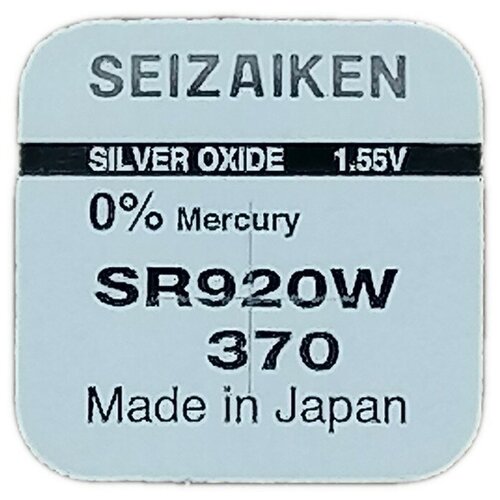 SEIZAIKEN
SILVER OXIDE 1.55V
0% Mercury
SR920W
370
Made in Japan